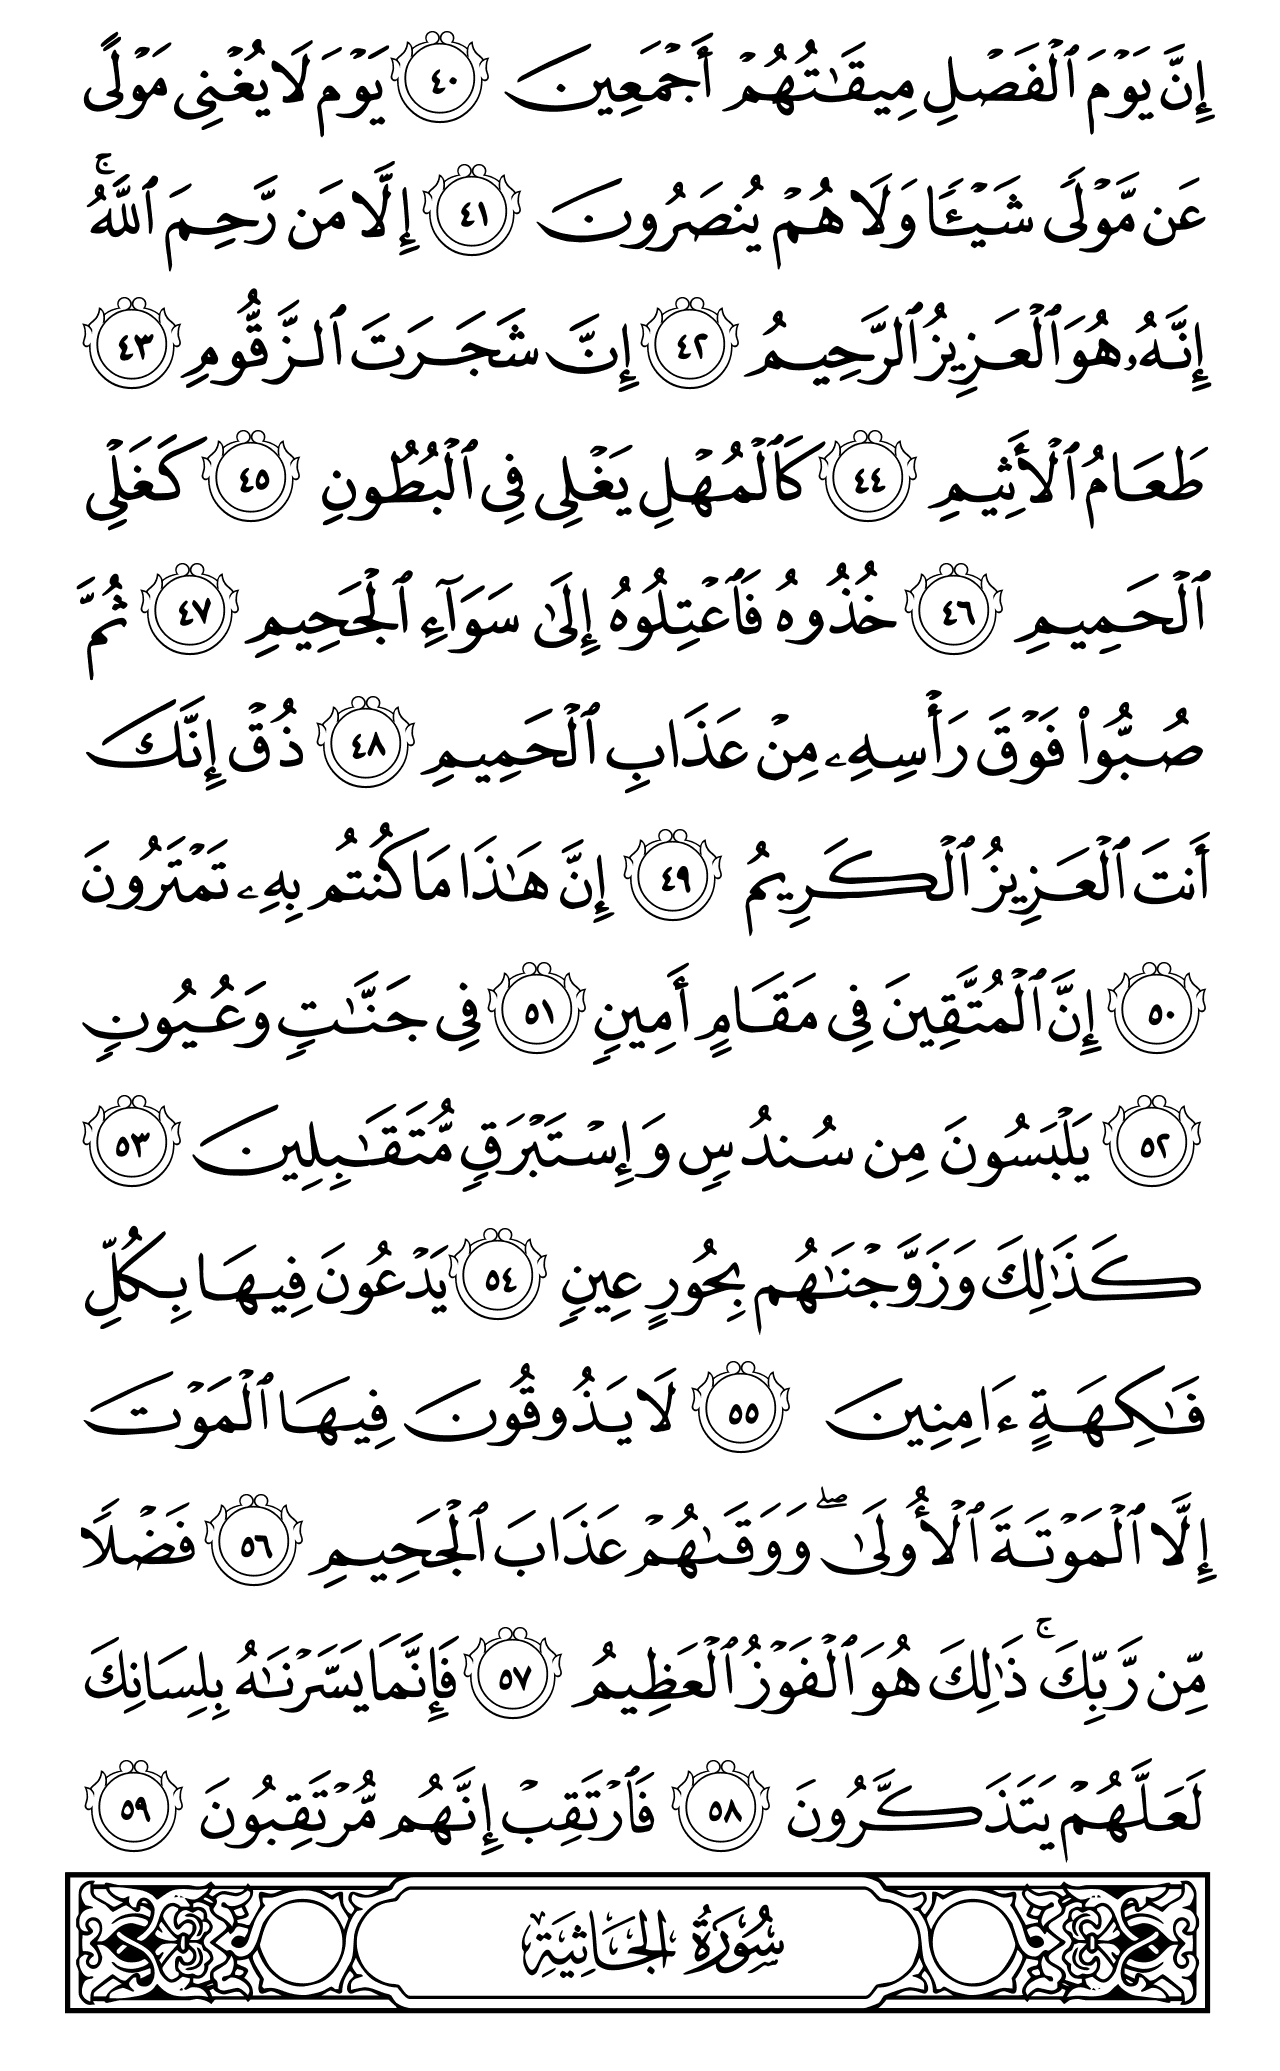 إِنَّ يَوۡمَ ٱلۡفَصۡلِ مِيقَٰتُهُمۡ أَجۡمَعِينَ ٤٠ يَوۡمَ لَا يُغۡنِى مَوۡلًى
عَن مَّوۡلًى شَيۡـًٔا وَلَا هُمۡ يُنصَرُونَ ٤١ إِلَّا مَن رَّحِمَ ٱللَّهُۚ
إِنَّهُۥ هُوَ ٱلۡعَزِيزُ ٱلرَّحِيمُ ٤٢ إِنَّ شَجَرَتَ ٱلزَّقُّومِ ٤٣
طَعَامُ ٱلۡأَثِيمِ ٤٤ كَٱلۡمُهۡلِ يَغۡلِى فِى ٱلۡبُطُونِ ٤٥ كَغَلۡىِ
ٱلۡحَمِيمِ ٤٦ خُذُوهُ فَٱعۡتِلُوهُ إِلَىٰ سَوَآءِ ٱلۡجَحِيمِ ٤٧ ثُمَّ
صُبُّواْ فَوۡقَ رَأۡسِهِۦ مِنۡ عَذَابِ ٱلۡحَمِيمِ ٤٨ ذُقۡ إِنَّكَ
أَنتَ ٱلۡعَزِيزُ ٱلۡكَرِيمُ ٤٩ إِنَّ هَٰذَا مَا كُنتُم بِهِۦ تَمۡتَرُونَ
٥٠ إِنَّ ٱلۡمُتَّقِينَ فِى مَقَامٍ أَمِينٍ ٥١ فِى جَنَّٰتٍ وَعُيُونٍ
٥٢ يَلۡبَسُونَ مِن سُندُسٍ وَإِسۡتَبۡرَقٍ مُّتَقَٰبِلِينَ ٥٣
كَذَٰلِكَ وَزَوَّجۡنَٰهُم بِحُورٍ عِينٍ ٥٤ يَدۡعُونَ فِيهَا بِكُلِّ
فَٰكِهَةٍ ءَامِنِينَ ٥٥ لَا يَذُوقُونَ فِيهَا ٱلۡمَوۡتَ
إِلَّا ٱلۡمَوۡتَةَ ٱلۡأُولَىٰۖ وَوَقَىٰهُمۡ عَذَابَ ٱلۡجَحِيمِ ٥٦ فَضۡلًا
مِّن رَّبِّكَۚ ذَٰلِكَ هُوَ ٱلۡفَوۡزُ ٱلۡعَظِيمُ ٥٧ فَإِنَّمَا يَسَّرۡنَٰهُ بِلِسَانِكَ
لَعَلَّهُمۡ يَتَذَكَّرُونَ ٥٨ فَٱرۡتَقِبۡ إِنَّهُم مُّرۡتَقِبُونَ ٥٩
سُورَةُ الجَاثِيَةِ